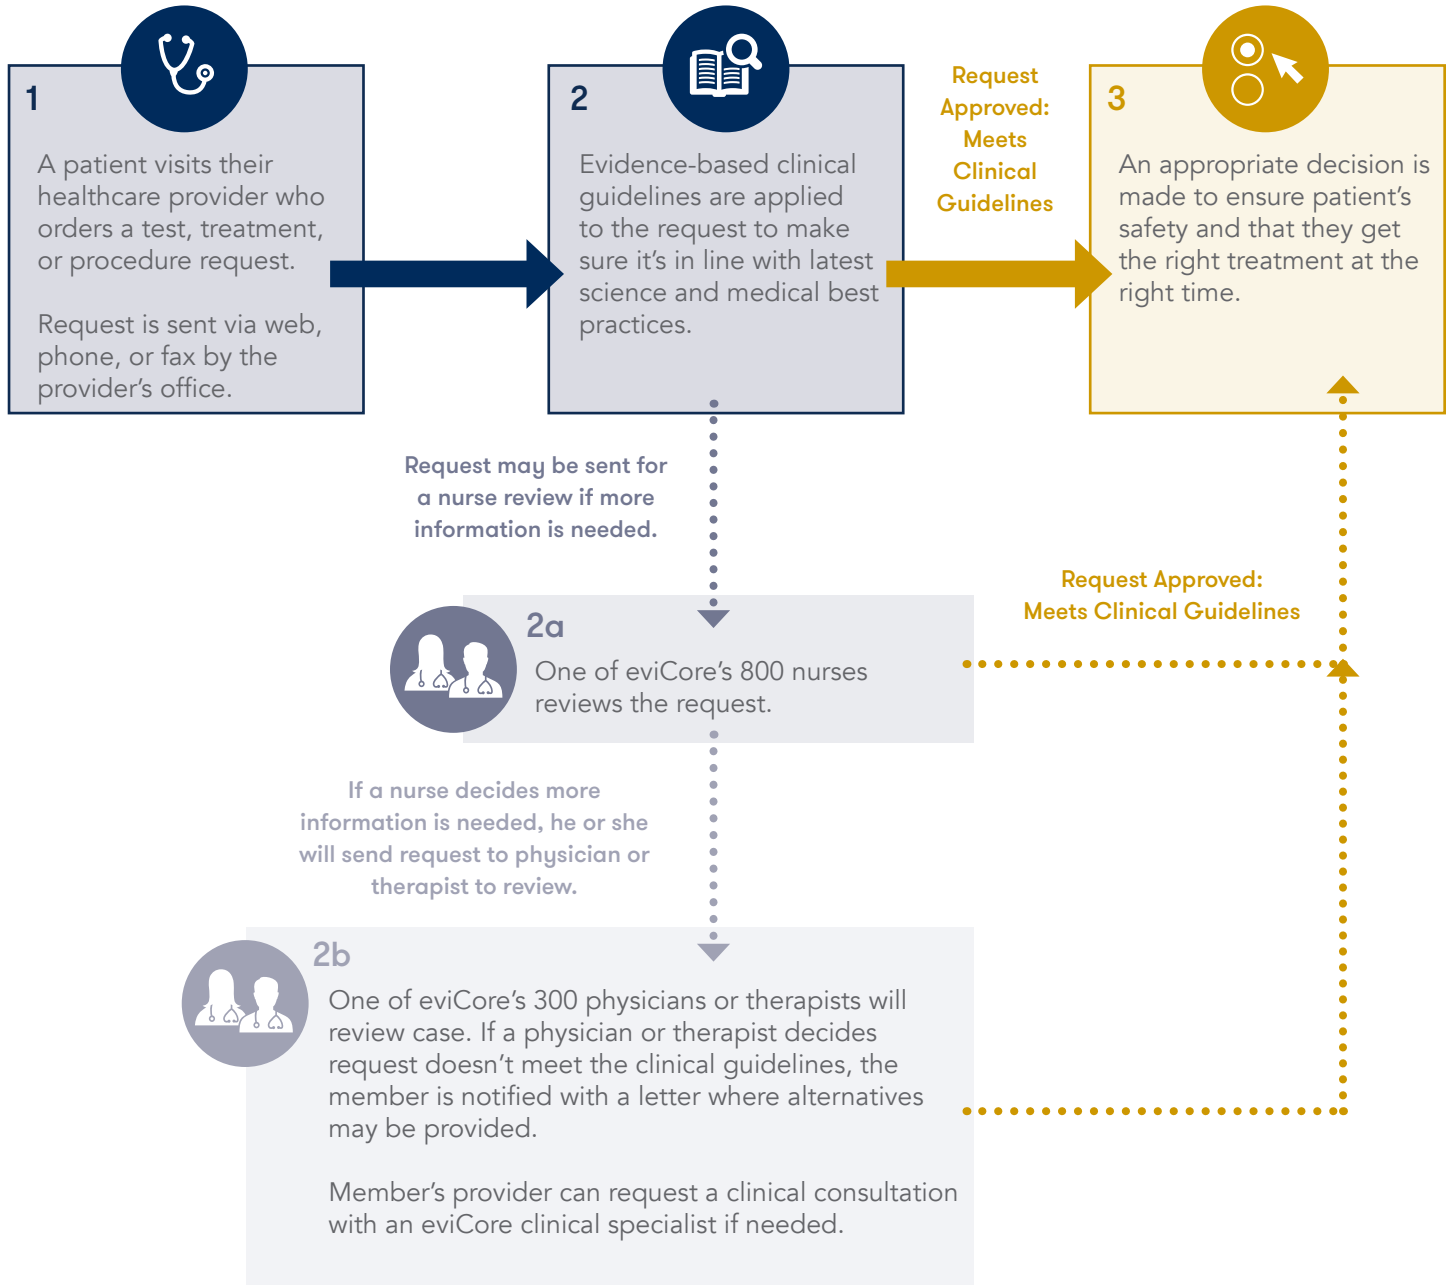 1
A patient visits their
healthcare provider who
orders a test, treatment,
or procedure request.
Request is sent via web,
phone, or fax by the
provider's office.
2
Evidence-based clinical
guidelines are applied
to the request to make
sure it's in line with latest
science and medical best
practices.
Request
Approved:
Meets
Clinical
Guidelines
3
An appropriate decision is
made to ensure patient's
safety and that they get
the right treatment at the
right time.
Request may be sent for
a nurse review if more
information is needed.
2a
One of eviCore's 800 nurses
reviews the request.
Request Approved:
Meets Clinical Guidelines
If a nurse decides more
information is needed, he or she
will send request to physician or
therapist to review.
2b
One of eviCore's 300 physicians or therapists will
review case. If a physician or therapist decides
request doesn't meet the clinical guidelines, the
member is notified with a letter where alternatives
may be provided.
Member's provider can request a clinical consultation
with an eviCore clinical specialist if needed.